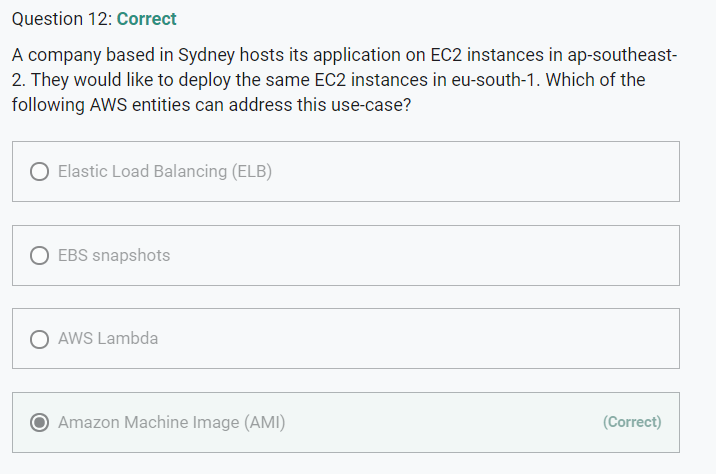 Question 12: Correct
A company based in Sydney hosts its application on EC2 instances in ap-southeast-
2. They would like to deploy the same EC2 instances in eu-south-1. Which of the
following AWS entities can address this use-case?
Elastic Load Balancing (ELB)
EBS snapshots
AWS Lambda
Amazon Machine Image (AMI) (Correct)